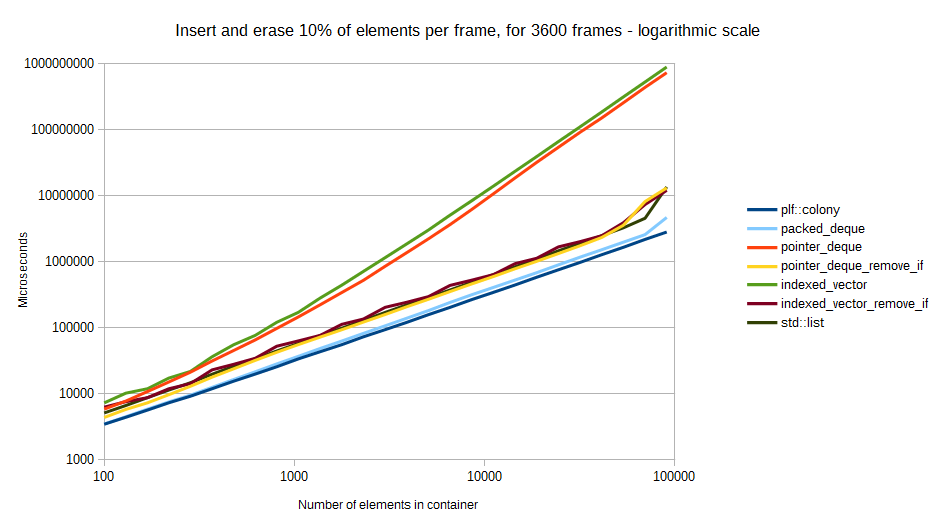 Insert and erase 10% of elements per frame, for 3600 frames - logarithmic scale
1000000000
100000000
10000000
1000000
100000
10000
1000
Microseconds
100
1000
10000
100000
Number of elements in container
plf::colony
packed_deque
pointer_deque
pointer_deque_remove_if
indexed_vector
indexed_vector_remove_if
std::list